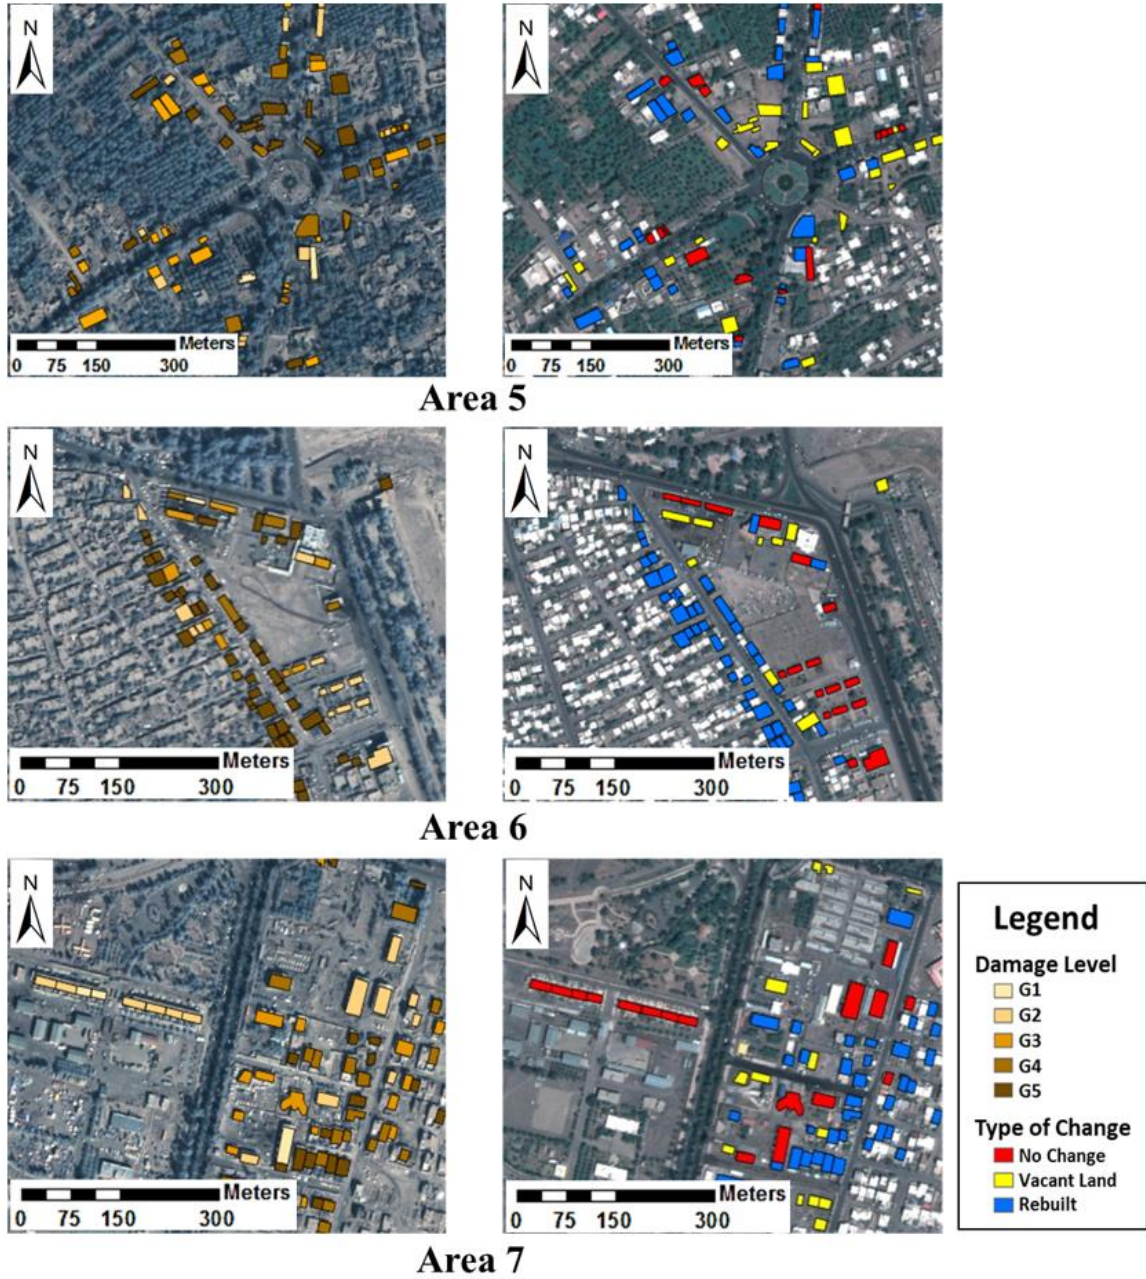 N
N
Meters
0 75 150 300
Meters
0 75 150 300
Area 5
N
N
Meters
0 75 150 300
Meters
0 75 150 300
Area 6
N
N
Meters
0 75 150 300
Meters
0 75 150 300
Area 7
Legend
Damage Level
G1
G2
G3
G4
G5
Type of Change
No Change
Vacant Land
Rebuilt